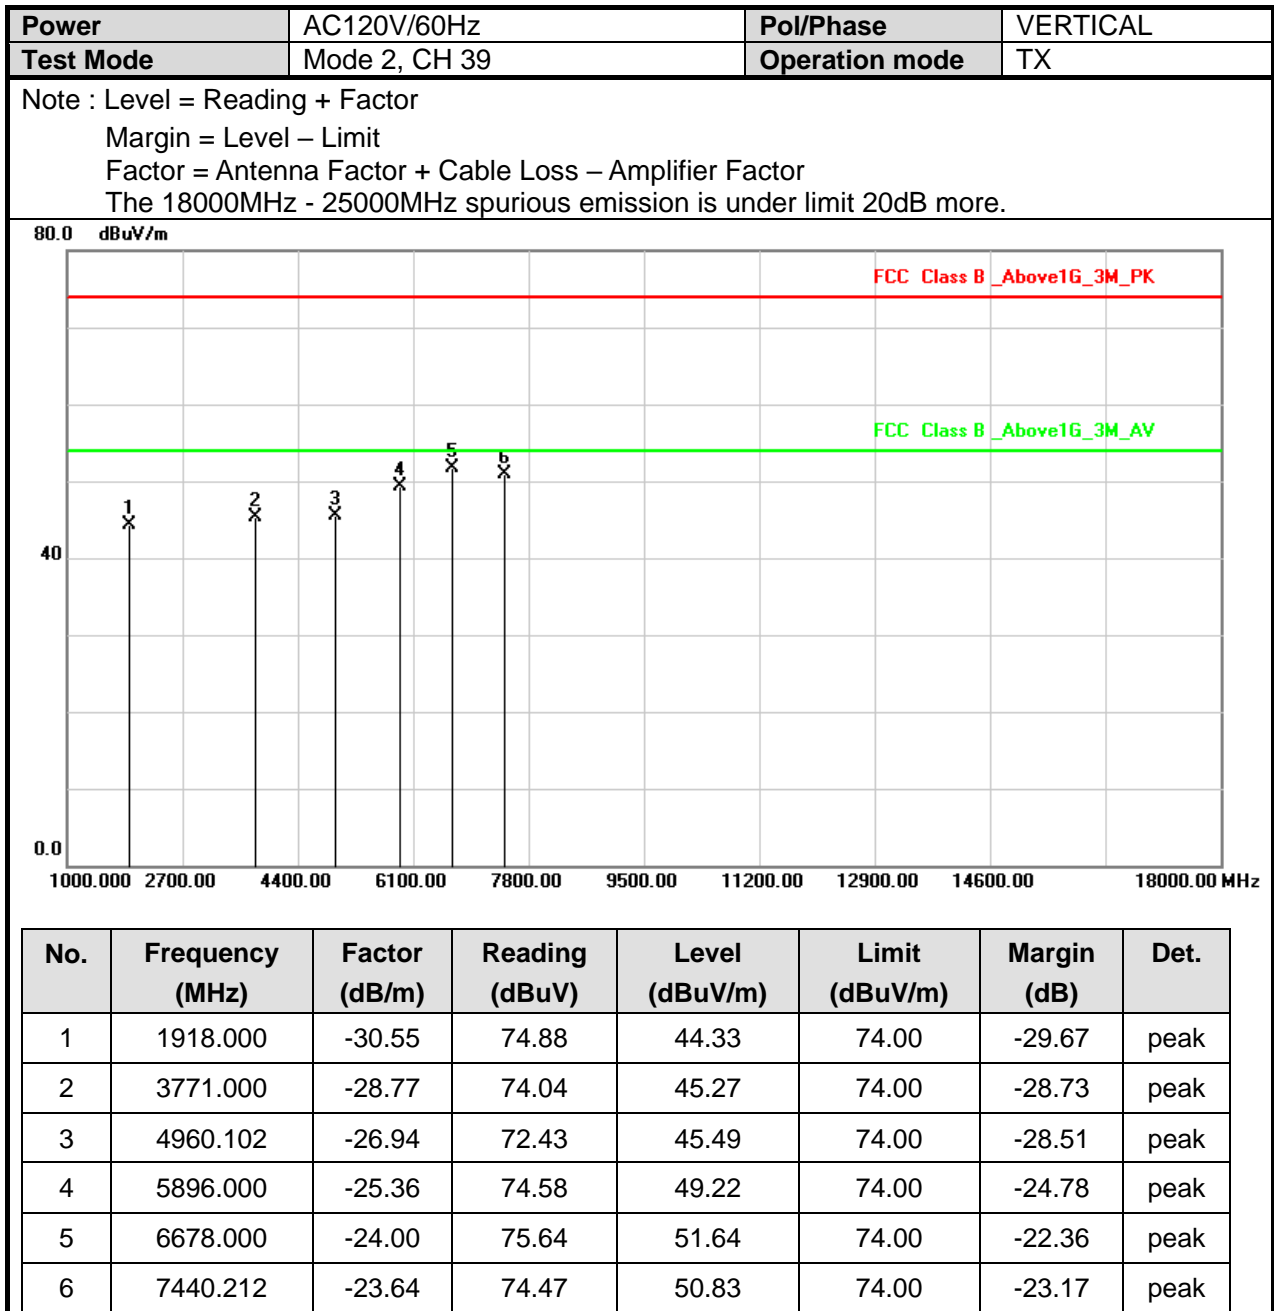 Power AC120V/60Hz Pol/Phase VERTICAL
Test Mode Mode 2, CH 39 Operation mode TX
Note : Level = Reading + Factor
Margin = Level – Limit
Factor = Antenna Factor + Cable Loss – Amplifier Factor
The 18000MHz - 25000MHz spurious emission is under limit 20dB more.
80.0 dBuV/m
FCC Class B _Above1G_3M_PK
FCC Class B _Above1G_3M_AV
1 2 3 4 5 6
40
0.0
1000.000 2700.00 4400.00 6100.00 7800.00 9500.00 11200.00 12900.00 14600.00 18000.00 MHz
No. Frequency Factor Reading Level Limit Margin Det.
(MHz) (dB/m) (dBuV) (dBuV/m) (dBuV/m) (dB)
1 1918.000 -30.55 74.88 44.33 74.00 -29.67 peak
2 3771.000 -28.77 74.04 45.27 74.00 -28.73 peak
3 4960.102 -26.94 72.43 45.49 74.00 -28.51 peak
4 5896.000 -25.36 74.58 49.22 74.00 -24.78 peak
5 6678.000 -24.00 75.64 51.64 74.00 -22.36 peak
6 7440.212 -23.64 74.47 50.83 74.00 -23.17 peak